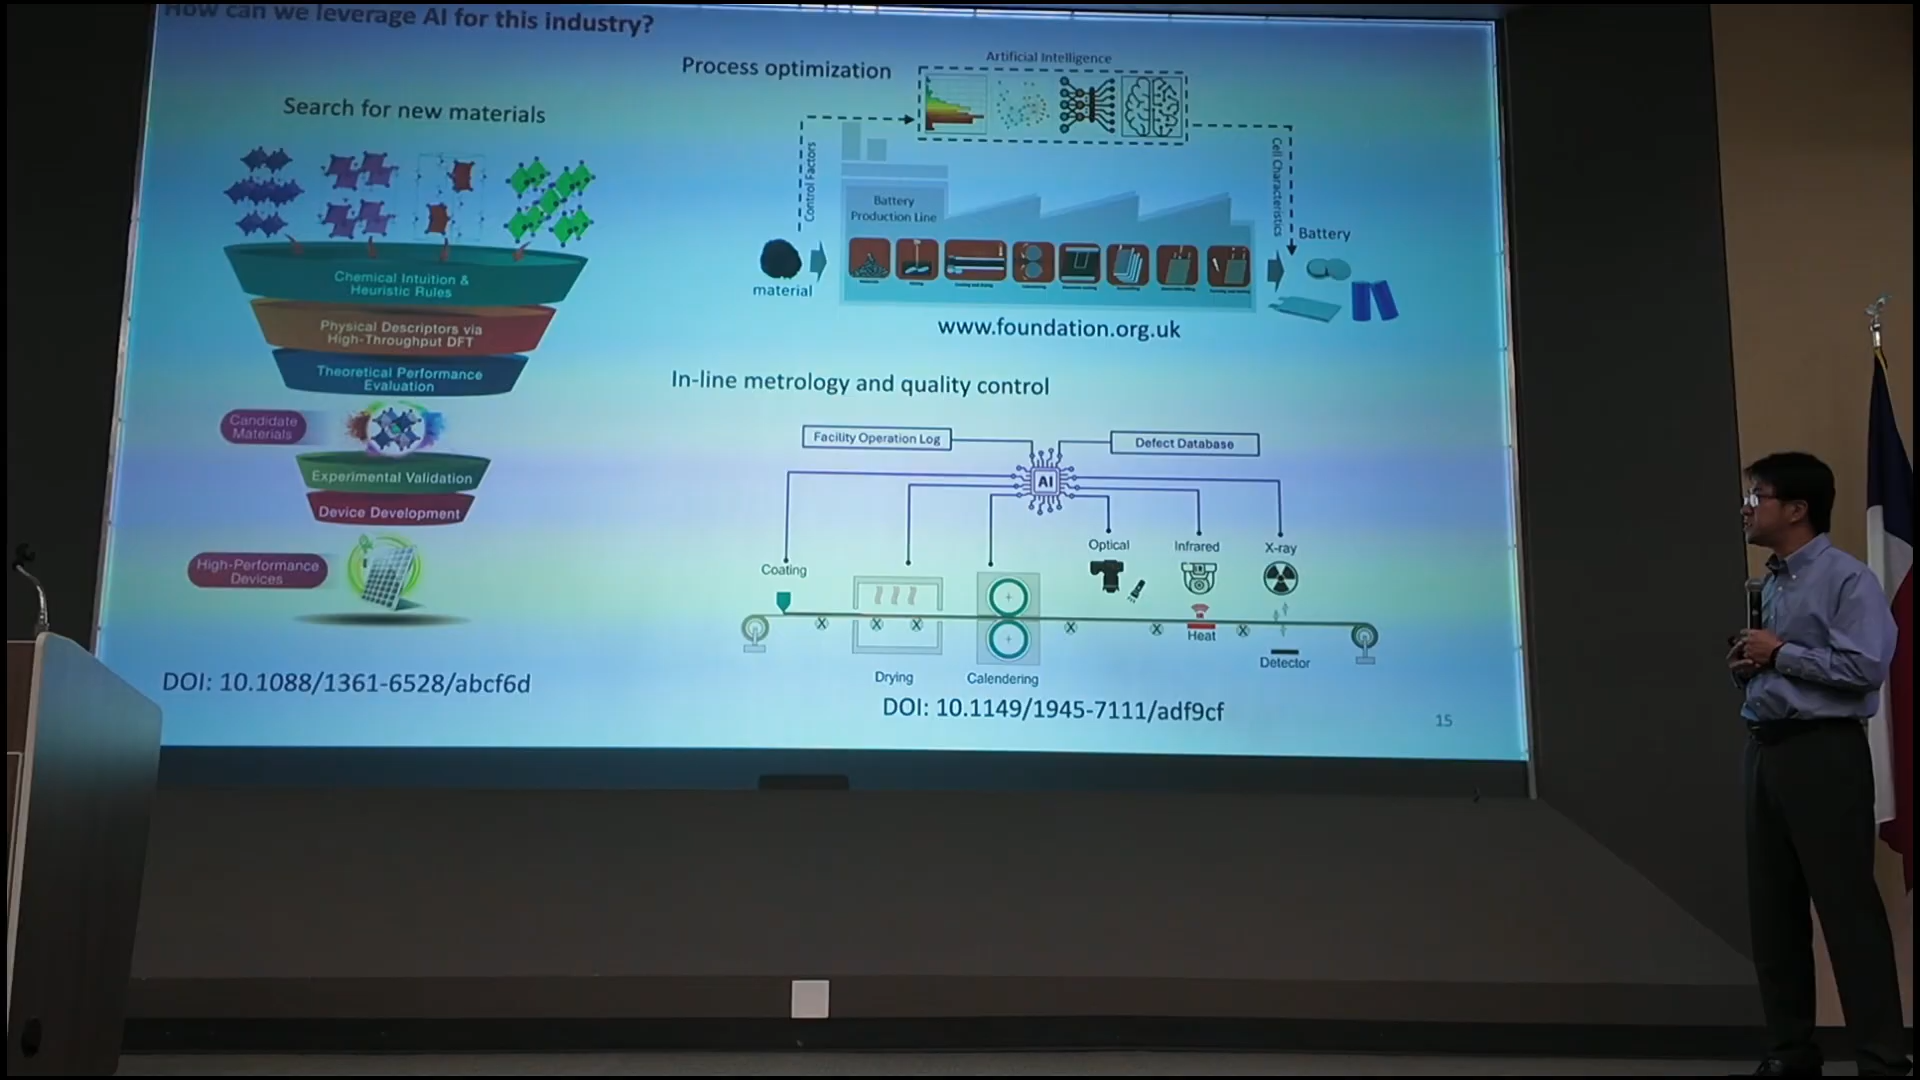 How can we leverage AI for this industry?
Search for new materials
Chemical Intuition &
Heuristic Rules
Physical Descriptors via
High-Throughput DFT
Theoretical Performance
Evaluation
Candidate
Materials
Experimental Validation
Device Development
High-Performance
Devices
DOI: 10.1088/1361-6528/abcf6d
Process optimization
Artificial Intelligence
Control Factors
Cell Characteristics
Battery
Production Line
material
Battery
www.foundation.org.uk
In-line metrology and quality control
Facility Operation Log
Defect Database
AI
Coating
Optical
Infrared
X-ray
Heat
Detector
Drying
Calendering
DOI: 10.1149/1945-7111/adf9cf
15